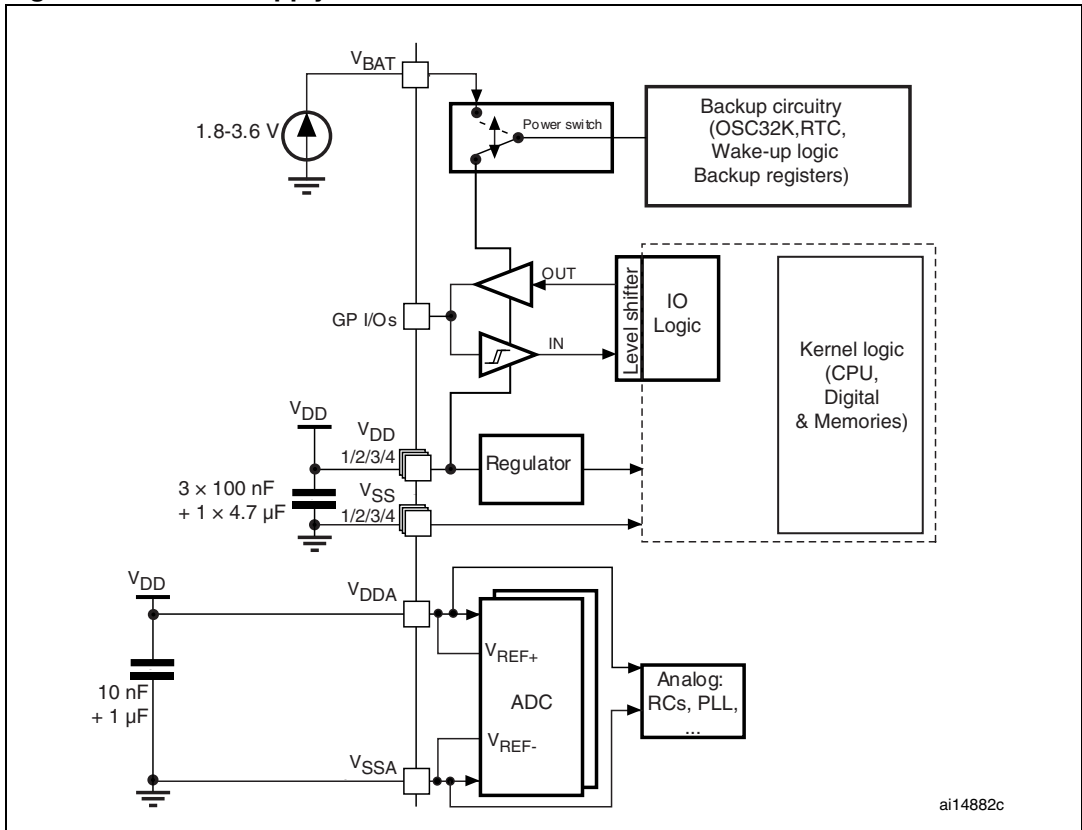 VBAT
1.8-3.6 V
Power switch
Backup circuitry
(OSC32K,RTC,
Wake-up logic
Backup registers)
OUT
GP I/Os
IN
Level shifter
IO
Logic
Kernel logic
(CPU,
Digital
& Memories)
VDD
VDD
1/2/3/4
Regulator
3 × 100 nF
+ 1 × 4.7 µF
VSS
1/2/3/4
VDD
VDDA
VREF+
ADC
VREF-
Analog:
RCs, PLL,
...
10 nF
+ 1 µF
VSSA
ai14882c